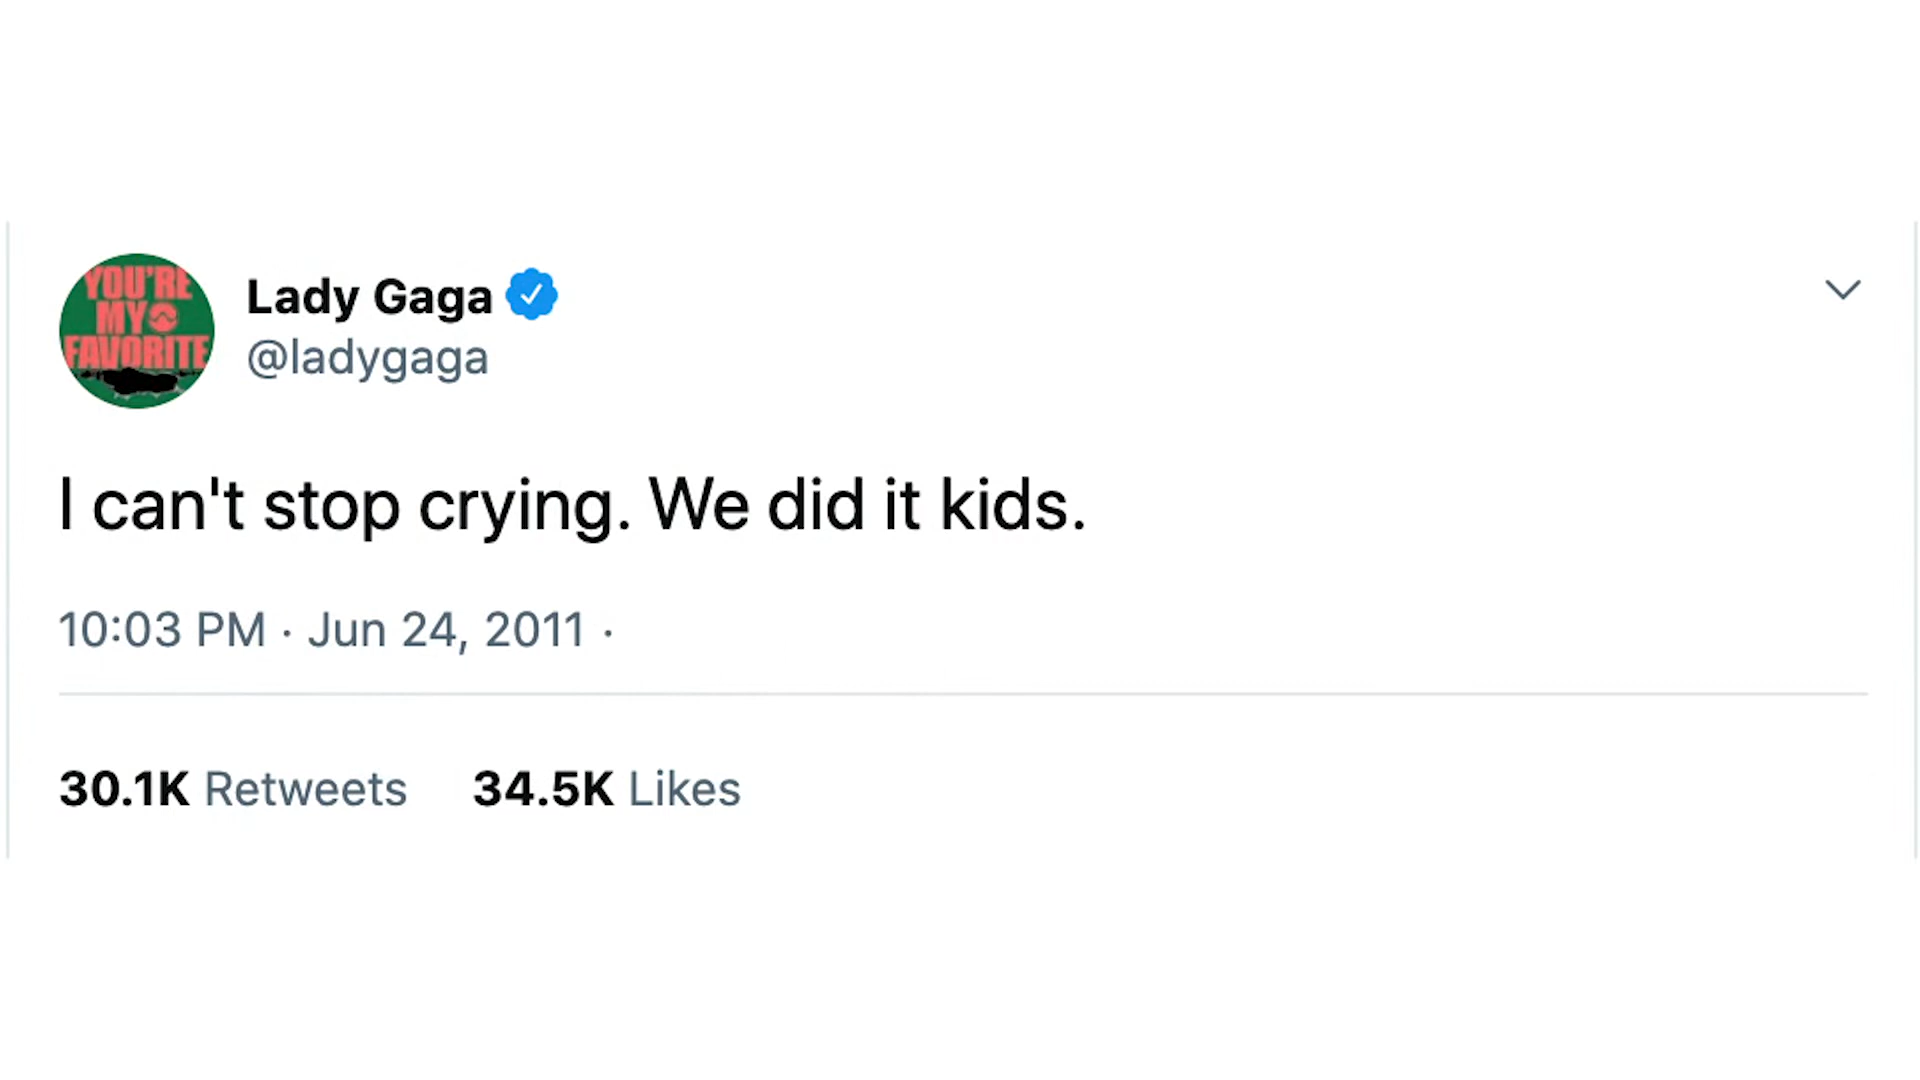 YOU'RE
MY
FAVORITE
Lady Gaga
@ladygaga
I can't stop crying. We did it kids.
10:03 PM · Jun 24, 2011 ·
30.1K Retweets 34.5K Likes